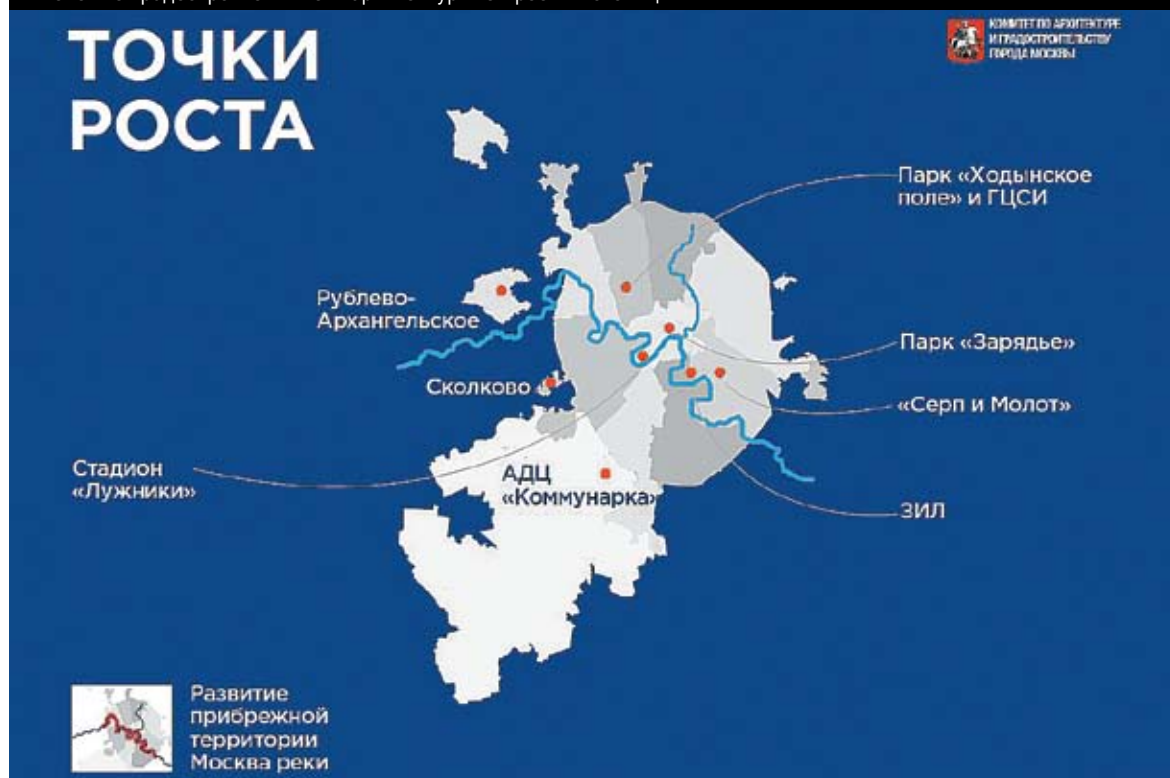 ТОЧКИ
РОСТА
КОМИТЕТ ПО АРХИТЕКТУРЕ
И ГРАДОСТРОИТЕЛЬСТВУ
ГОРОДА МОСКВЫ
Парк «Ходынское
поле» и ГЦСИ
Рублево-
Архангельское
Парк «Зарядье»
Сколково
«Серп и Молот»
Стадион
«Лужники»
АДЦ
«Коммунарка»
ЗИЛ
Развитие
прибрежной
территории
Москва реки